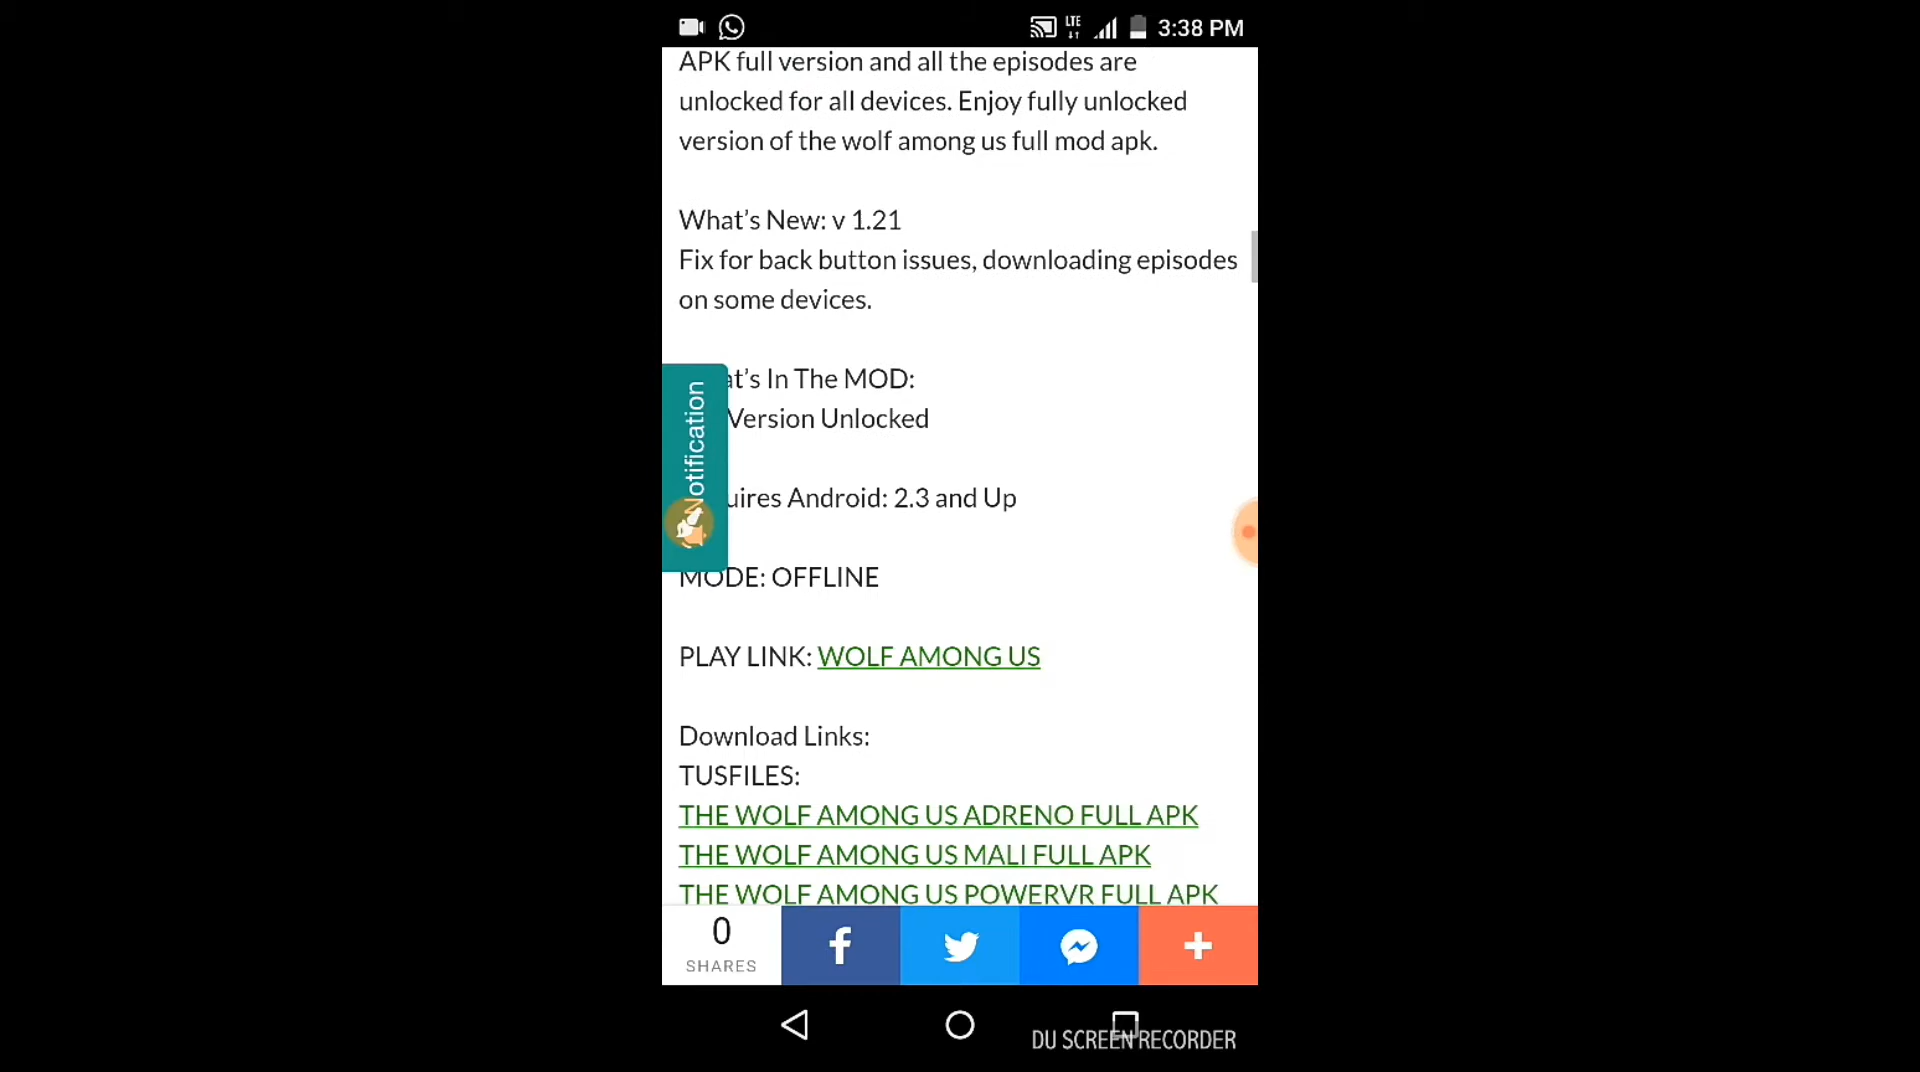 LTE
3:38 PM
APK full version and all the episodes are
unlocked for all devices. Enjoy fully unlocked
version of the wolf among us full mod apk.
What’s New: v 1.21
Fix for back button issues, downloading episodes
on some devices.
at’s In The MOD:
Version Unlocked
uires Android: 2.3 and Up
Notification
MODE: OFFLINE
PLAY LINK: WOLF AMONG US
Download Links:
TUSFILES:
THE WOLF AMONG US ADRENO FULL APK
THE WOLF AMONG US MALI FULL APK
THE WOLF AMONG US POWERVR FULL APK
0
SHARES
DU SCREEN RECORDER